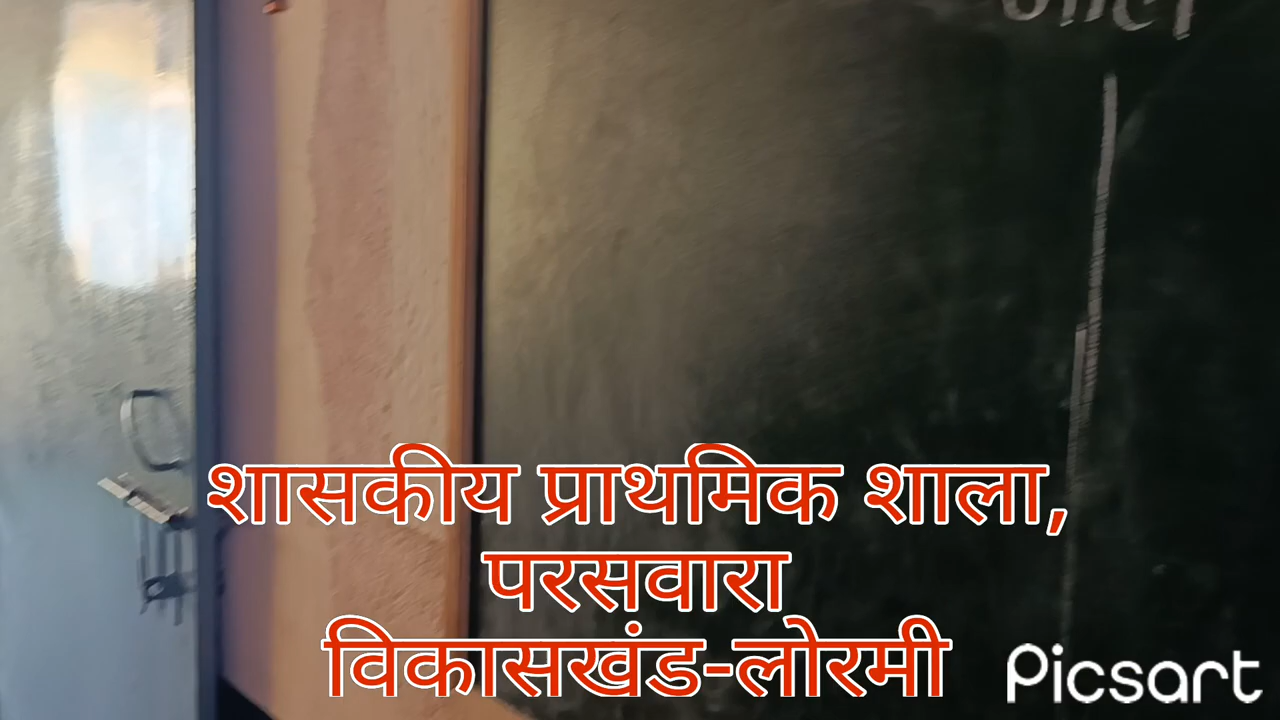 शासकीय प्राथमिक शाला,
परसवारा
विकासखंड-लोरमी
Picsart